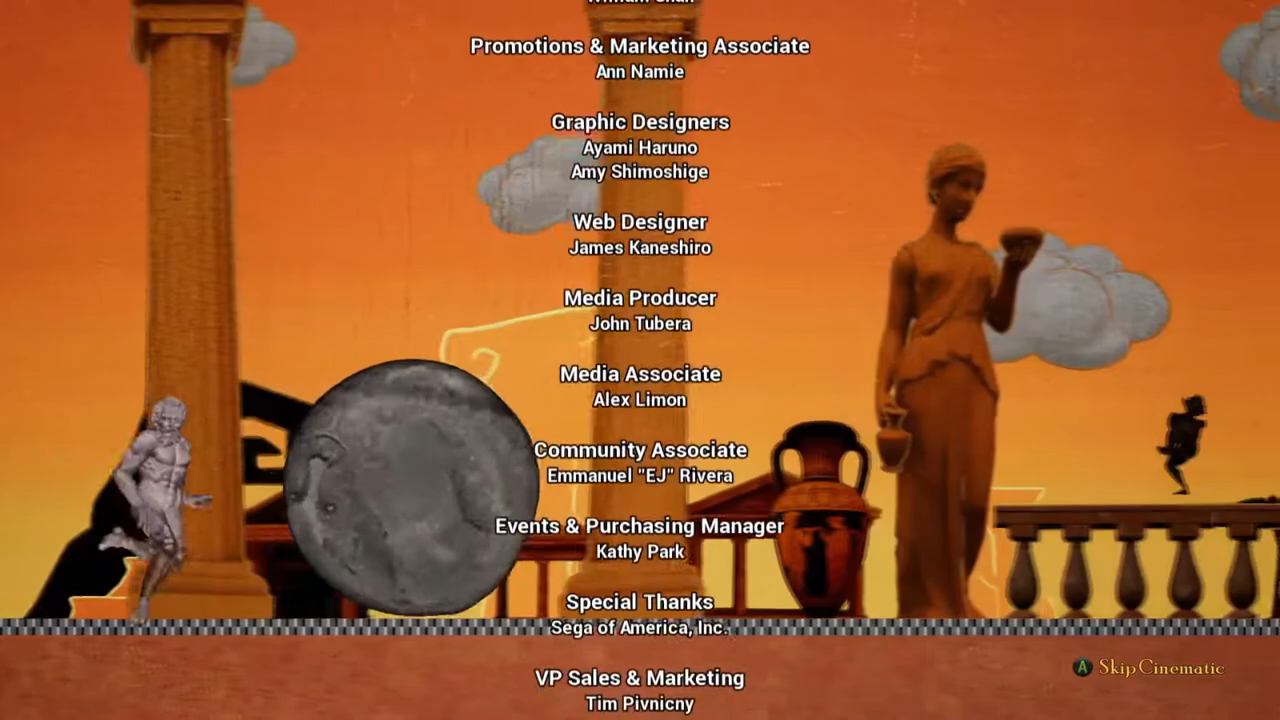 Promotions & Marketing Associate
Ann Namie
Graphic Designers
Ayami Haruno
Amy Shimoshige
Web Designer
James Kaneshiro
Media Producer
John Tubera
Media Associate
Alex Limon
Community Associate
Emmanuel "EJ" Rivera
Events & Purchasing Manager
Kathy Park
Special Thanks
Sega of America, Inc.
VP Sales & Marketing
Tim Pivnicny
A Skip Cinematic